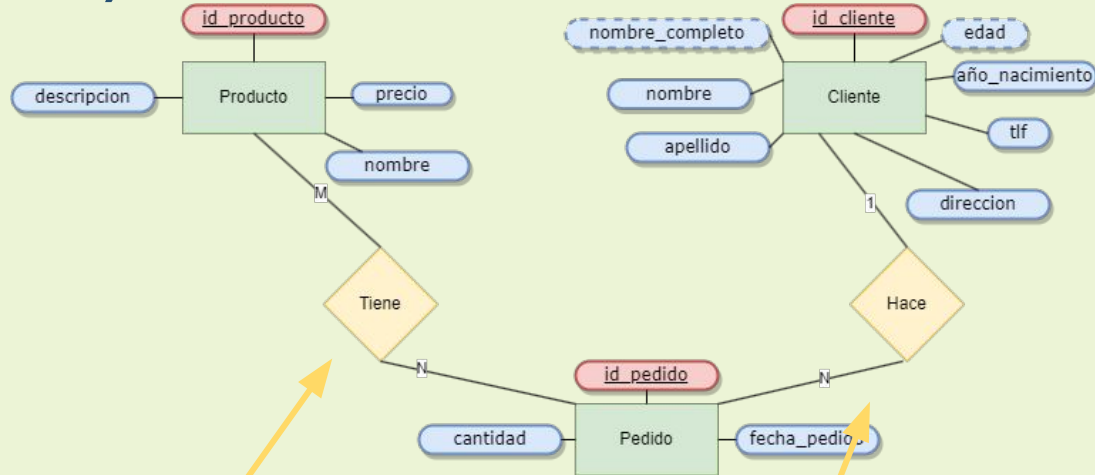 id_producto
id_cliente
nombre_completo
edad
descripcion
Producto
precio
nombre
Cliente
año_nacimiento
nombre
apellido
tlf
M
1
direccion
Tiene
Hace
N
id_pedido
N
cantidad
Pedido
fecha_pedido